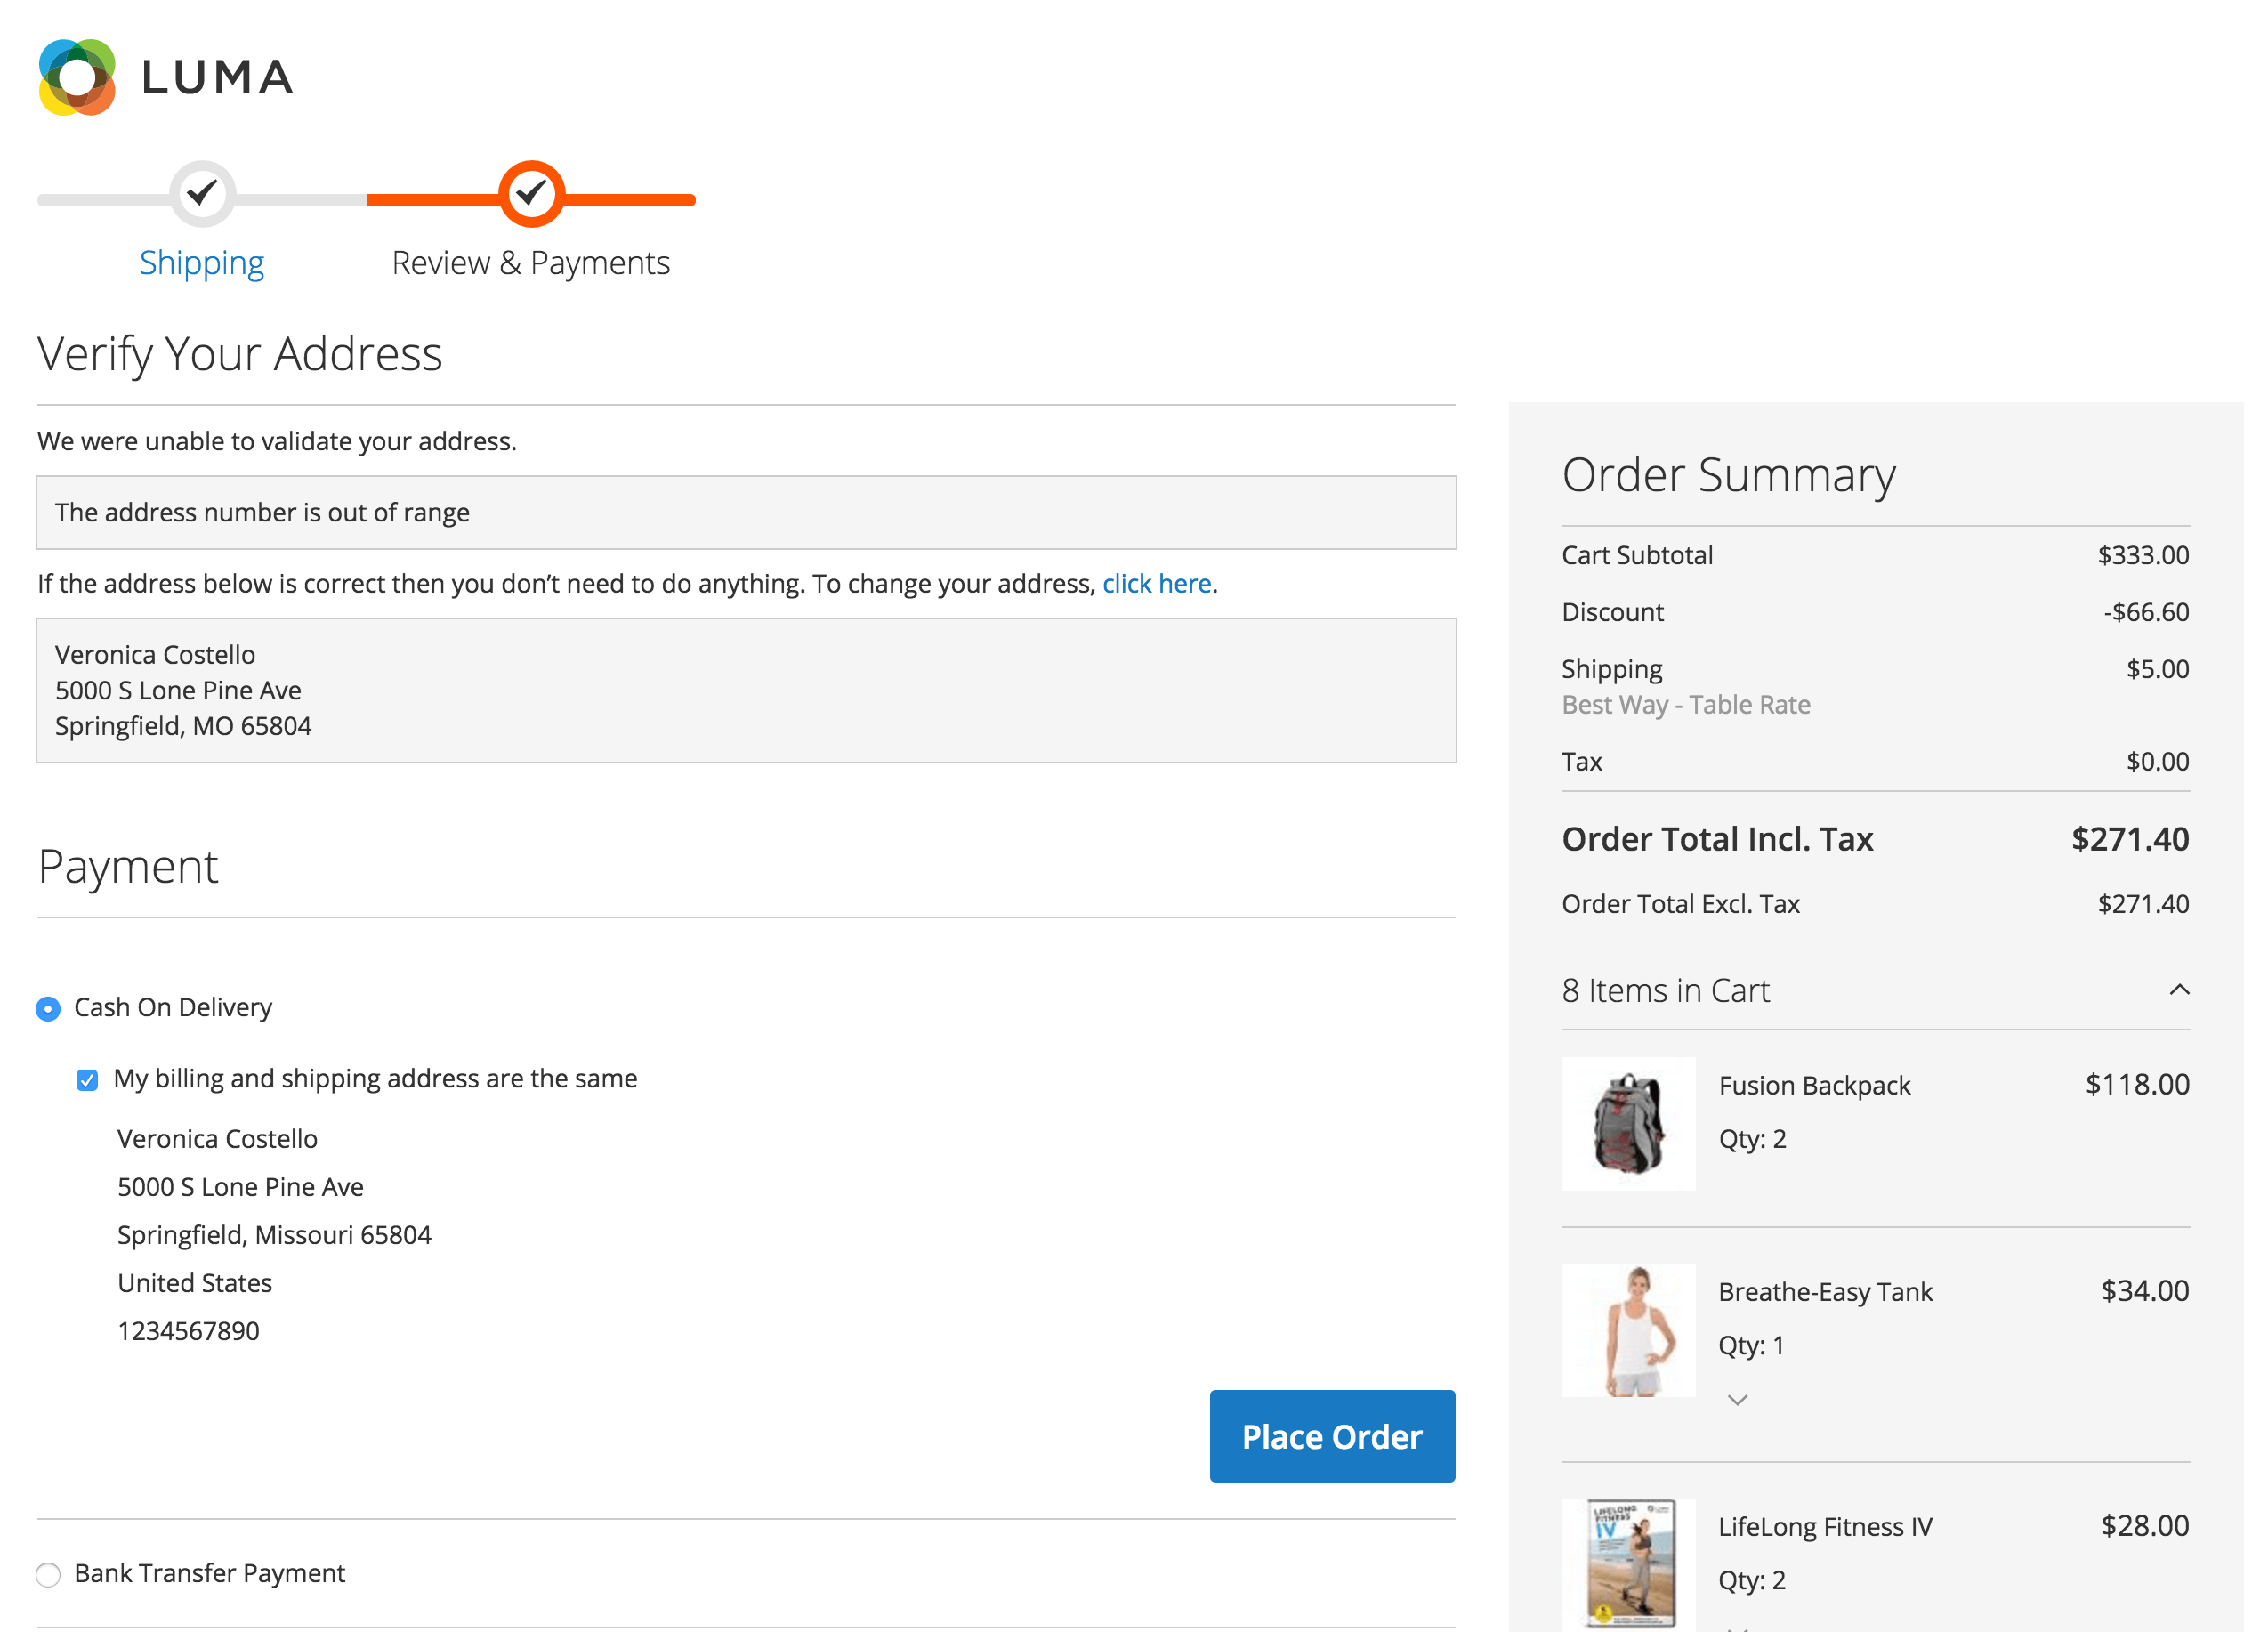 LUMA
Shipping
Review & Payments
Verify Your Address
We were unable to validate your address.
The address number is out of range
If the address below is correct then you don’t need to do anything. To change your address, click here.
Veronica Costello
5000 S Lone Pine Ave
Springfield, MO 65804
Payment
Cash On Delivery
My billing and shipping address are the same
Veronica Costello
5000 S Lone Pine Ave
Springfield, Missouri 65804
United States
1234567890
Place Order
Bank Transfer Payment
Order Summary
Cart Subtotal $333.00
Discount -$66.60
Shipping $5.00
Best Way - Table Rate
Tax $0.00
Order Total Incl. Tax $271.40
Order Total Excl. Tax $271.40
8 Items in Cart
Fusion Backpack $118.00
Qty: 2
Breathe-Easy Tank $34.00
Qty: 1
LIFELONG
FITNESS
IV
LifeLong Fitness IV $28.00
Qty: 2